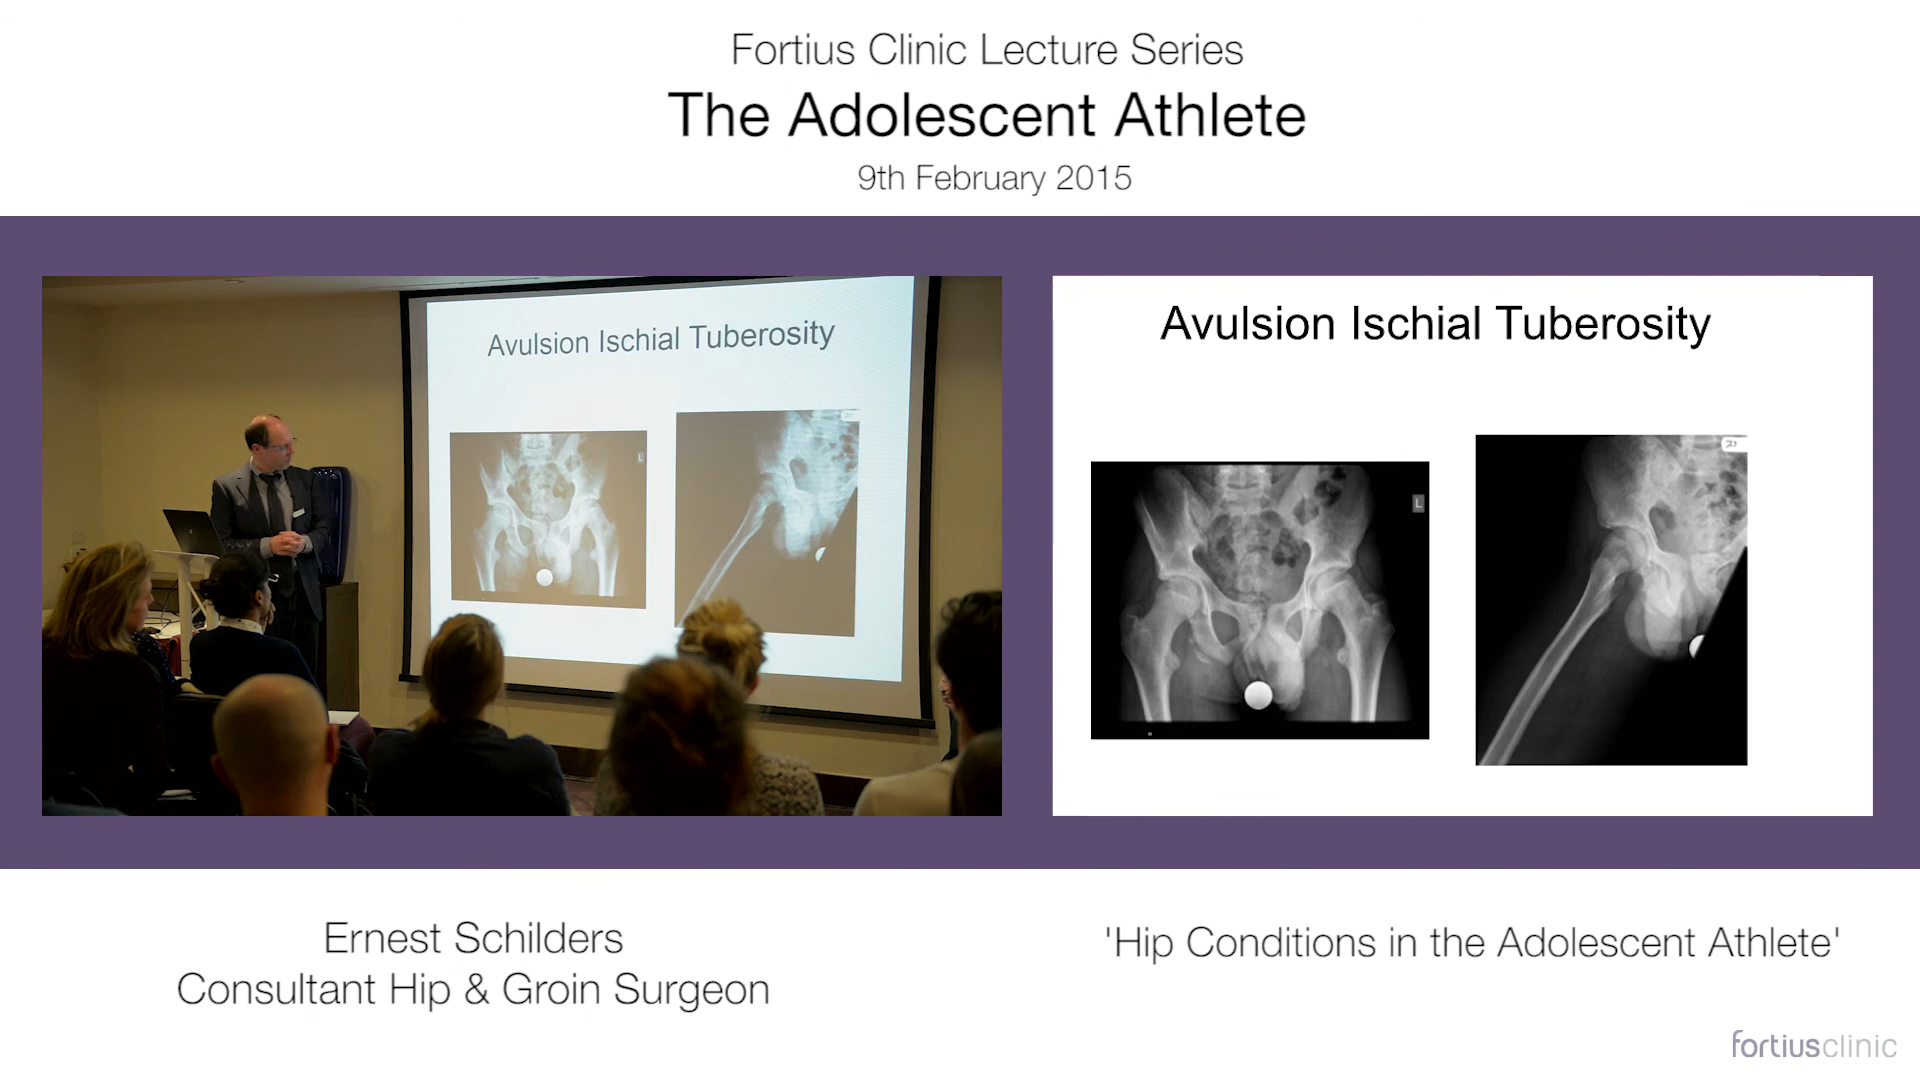 Fortius Clinic Lecture Series
The Adolescent Athlete
9th February 2015
Avulsion Ischial Tuberosity
L
Avulsion Ischial Tuberosity
L
Ernest Schilders
Consultant Hip & Groin Surgeon
'Hip Conditions in the Adolescent Athlete'
fortiusclinic